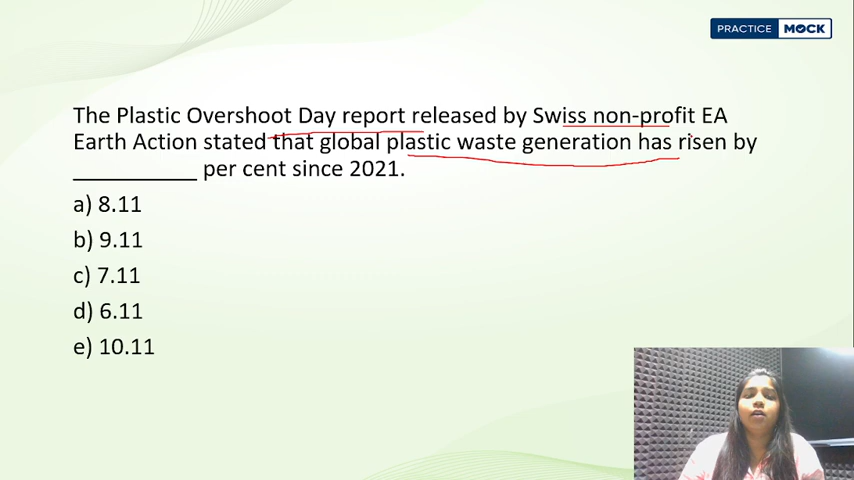 PRACTICE MOCK
The Plastic Overshoot Day report released by Swiss non-profit EA
Earth Action stated that global plastic waste generation has risen by
___________ per cent since 2021.
a) 8.11
b) 9.11
c) 7.11
d) 6.11
e) 10.11